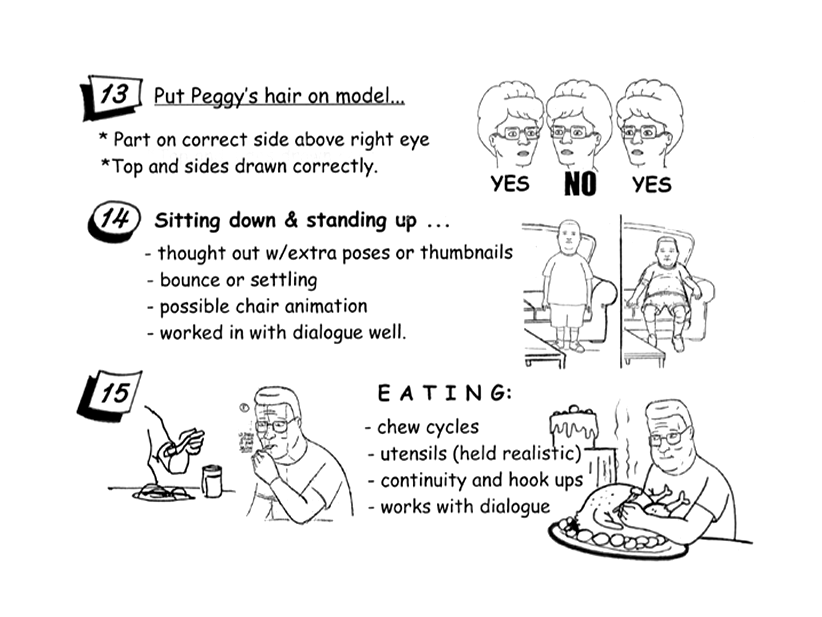 13 Put Peggy's hair on model...
* Part on correct side above right eye
*Top and sides drawn correctly.
YES NO YES
14 Sitting down & standing up ...
- thought out w/extra poses or thumbnails
- bounce or settling
- possible chair animation
- worked in with dialogue well.
15 E A T I N G:
- chew cycles
- utensils (held realistic)
- continuity and hook ups
- works with dialogue